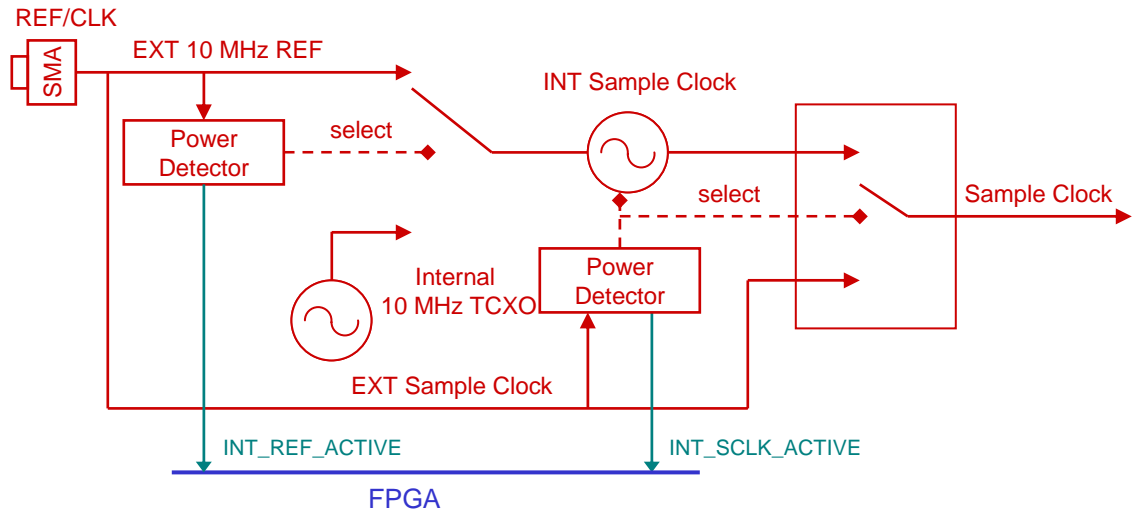 REF/CLK
SMA
EXT 10 MHz REF
INT Sample Clock
Power
Detector
select
select
Sample Clock
Internal
10 MHz TCXO
Power
Detector
EXT Sample Clock
INT_REF_ACTIVE
INT_SCLK_ACTIVE
FPGA